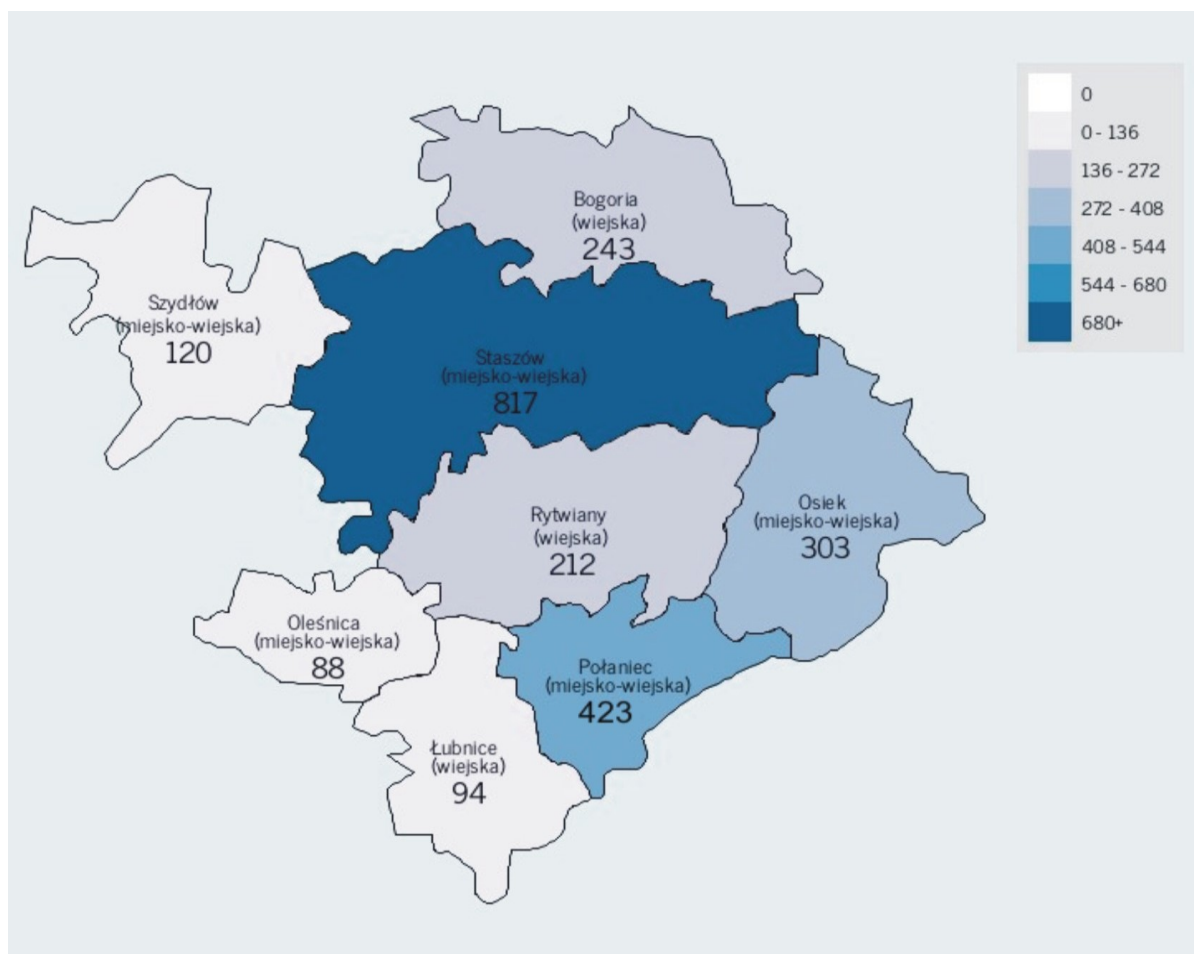 0
0 - 136
136 - 272
272 - 408
408 - 544
544 - 680
680+
Bogoria
(wiejska)
243
Szydłów
(miejsko-wiejska)
120
Staszów
(miejsko-wiejska)
817
Osiek
(miejsko-wiejska)
303
Rytwiany
(wiejska)
212
Oleśnica
(miejsko-wiejska)
88
Połaniec
(miejsko-wiejska)
423
Łubnice
(wiejska)
94